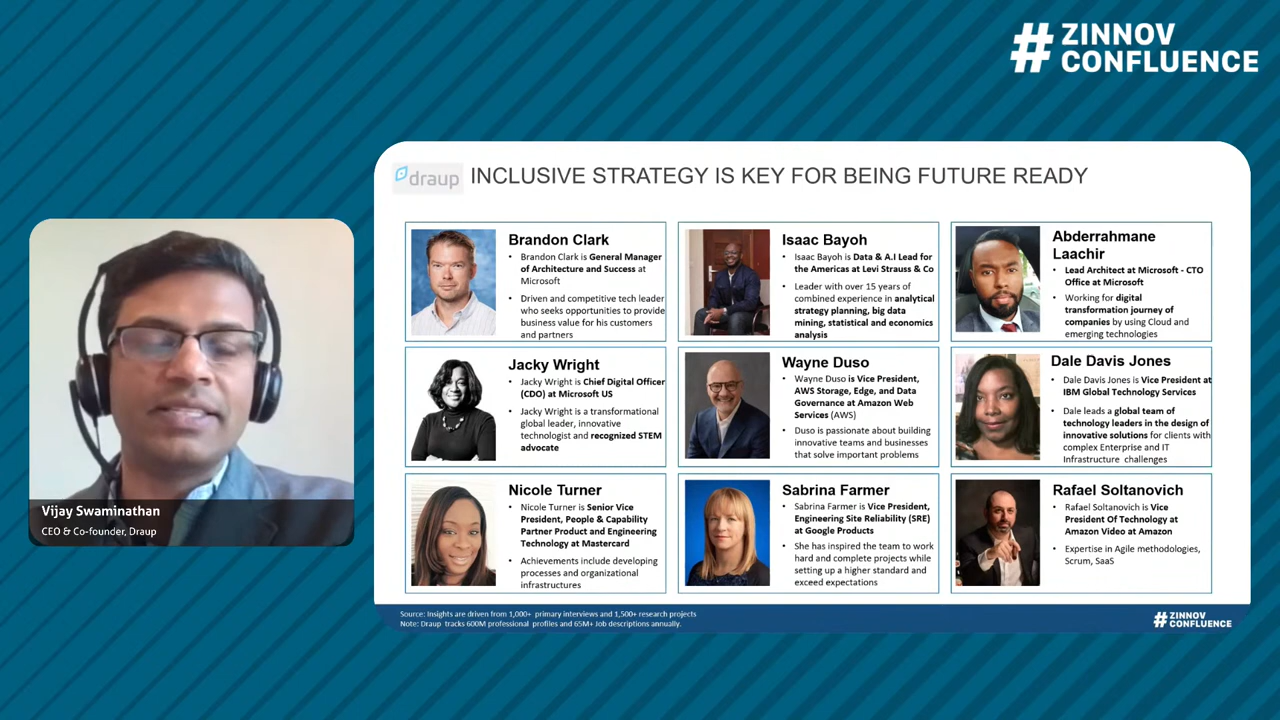 # ZINNOV
CONFLUENCE
draup
INCLUSIVE STRATEGY IS KEY FOR BEING FUTURE READY
Brandon Clark
• Brandon Clark is General Manager
of Architecture and Success at
Microsoft
• Driven and competitive tech leader
who seeks opportunities to provide
business value for his customers
and partners
Isaac Bayoh
• Isaac Bayoh is Data & A.I Lead for
the Americas at Levi Strauss & Co
• Leader with over 15 years of
combined experience in analytical
strategy planning, big data
mining, statistical and economics
analysis
Abderrahmane
Laachir
• Lead Architect at Microsoft - CTO
Office at Microsoft
• Working for digital
transformation journey of
companies by using Cloud and
emerging technologies
Jacky Wright
• Jacky Wright is Chief Digital Officer
(CDO) at Microsoft US
• Jacky Wright is a transformational
global leader, innovative
technologist and recognized STEM
advocate
Wayne Duso
• Wayne Duso is Vice President,
AWS Storage, Edge, and Data
Governance at Amazon Web
Services (AWS)
• Duso is passionate about building
innovative teams and businesses
that solve important problems
Dale Davis Jones
• Dale Davis Jones is Vice President at
IBM Global Technology Services
• Dale leads a global team of
technology leaders in the design of
innovative solutions for clients with
complex Enterprise and IT
Infrastructure challenges
Nicole Turner
• Nicole Turner is Senior Vice
President, People & Capability
Partner Product and Engineering
Technology at Mastercard
• Achievements include developing
processes and organizational
infrastructures
Sabrina Farmer
• Sabrina Farmer is Vice President,
Engineering Site Reliability (SRE)
at Google Products
• She has inspired the team to work
hard and complete projects while
setting up a higher standard and
exceed expectations
Rafael Soltanovich
• Rafael Soltanovich is Vice
President Of Technology at
Amazon Video at Amazon
• Expertise in Agile methodologies,
Scrum, SaaS
Vijay Swaminathan
CEO & Co-founder, Draup
Source: Insights are driven from 1,000+ primary interviews and 1,500+ research projects
Note: Draup tracks 600M professional profiles and 65M+ Job descriptions annually.
# ZINNOV
CONFLUENCE